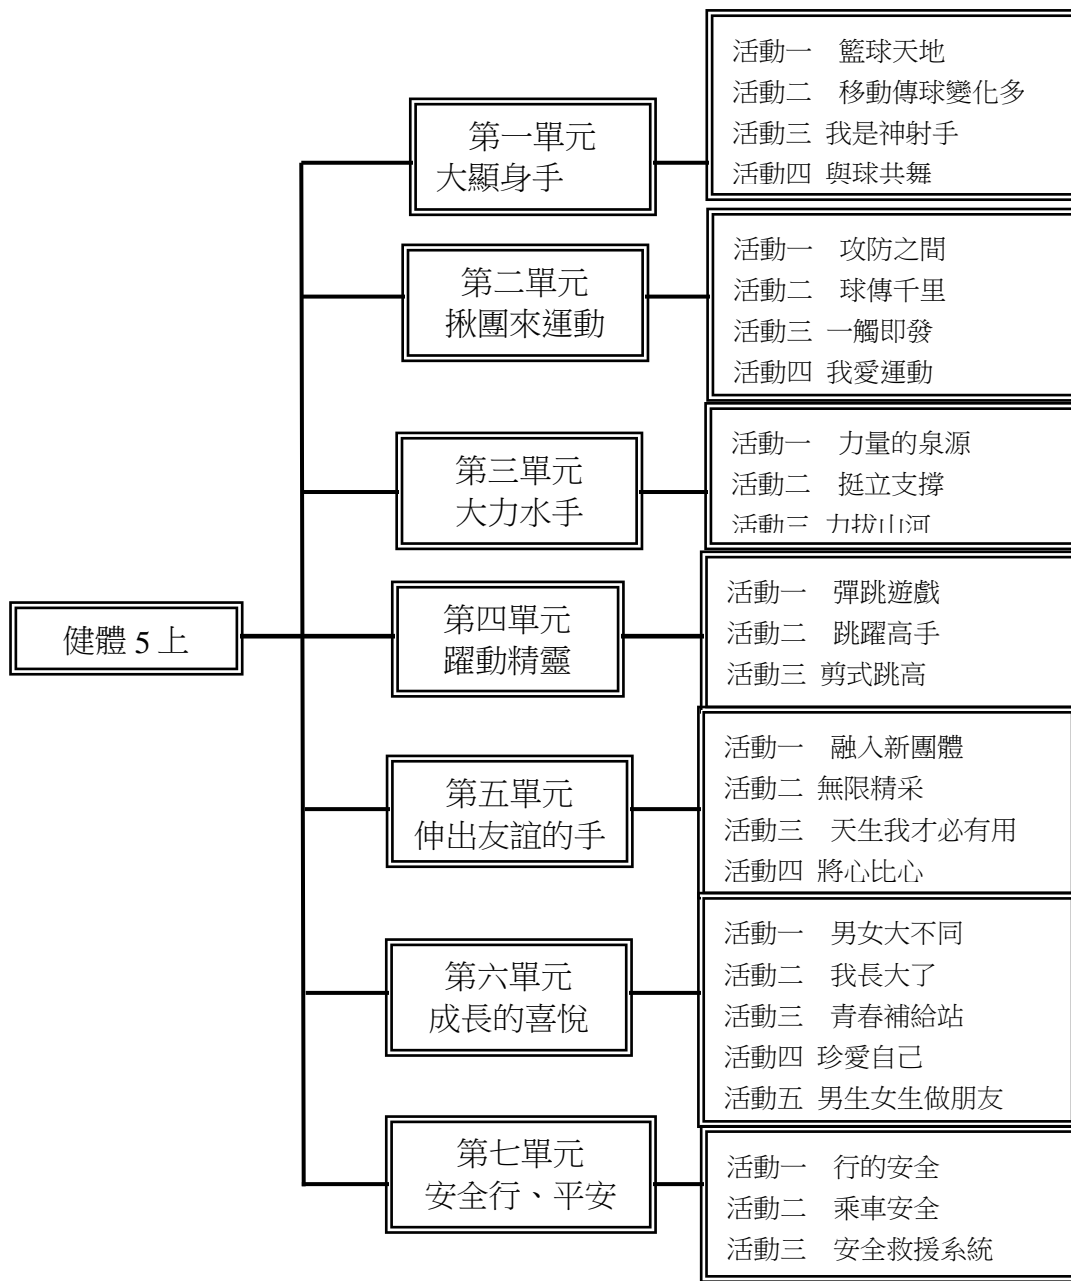 健體 5 上
第一單元
大顯身手
活動一 籃球天地
活動二 移動傳球變化多
活動三 我是神射手
活動四 與球共舞
第二單元
揪團來運動
活動一 攻防之間
活動二 球傳千里
活動三 一觸即發
活動四 我愛運動
第三單元
大力水手
活動一 力量的泉源
活動二 挺立支撐
活動三 力拔山河
第四單元
躍動精靈
活動一 彈跳遊戲
活動二 跳躍高手
活動三 剪式跳高
第五單元
伸出友誼的手
活動一 融入新團體
活動二 無限精采
活動三 天生我才必有用
活動四 將心比心
第六單元
成長的喜悅
活動一 男女大不同
活動二 我長大了
活動三 青春補給站
活動四 珍愛自己
活動五 男生女生做朋友
第七單元
安全行、平安
活動一 行的安全
活動二 乘車安全
活動三 安全救援系統